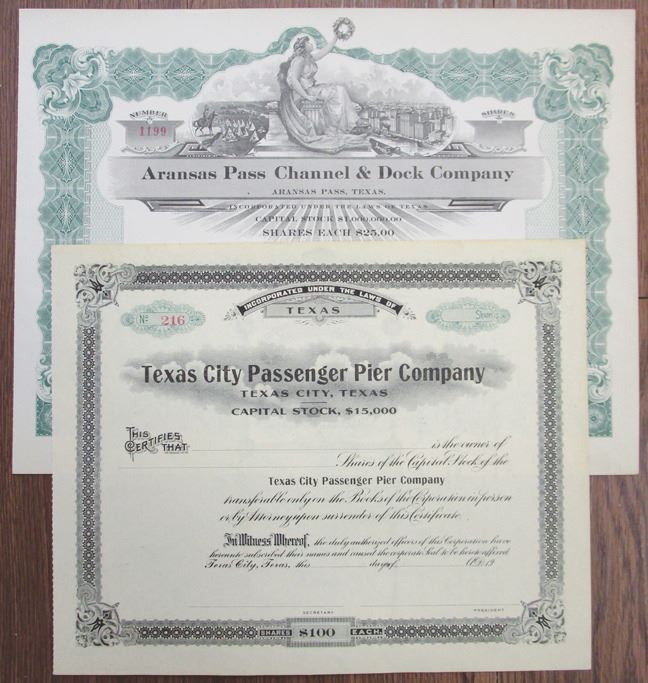 NUMBER
1199
SHARES
Aransas Pass Channel & Dock Company
ARANSAS PASS, TEXAS.
INCORPORATED UNDER THE LAWS OF TEXAS
CAPITAL STOCK $1,000,000.00
SHARES EACH $25.00
INCORPORATED UNDER THE LAWS OF
TEXAS
No 216
Shares
Texas City Passenger Pier Company
TEXAS CITY, TEXAS
CAPITAL STOCK, $15,000
THIS CERTIFIES THAT
is the owner of
Shares of the Capital Stock of the
Texas City Passenger Pier Company
transferable only on the Books of the Corporation in person
or by Attorney upon surrender of this Certificate.
In Witness Whereof, the duly authorized officers of this Corporation have
hereunto subscribed their names and caused the corporate Seal to be hereto affixed
Texas City, Texas, this day of A.D. 19
SECRETARY
PRESIDENT
SHARES $100 EACH.